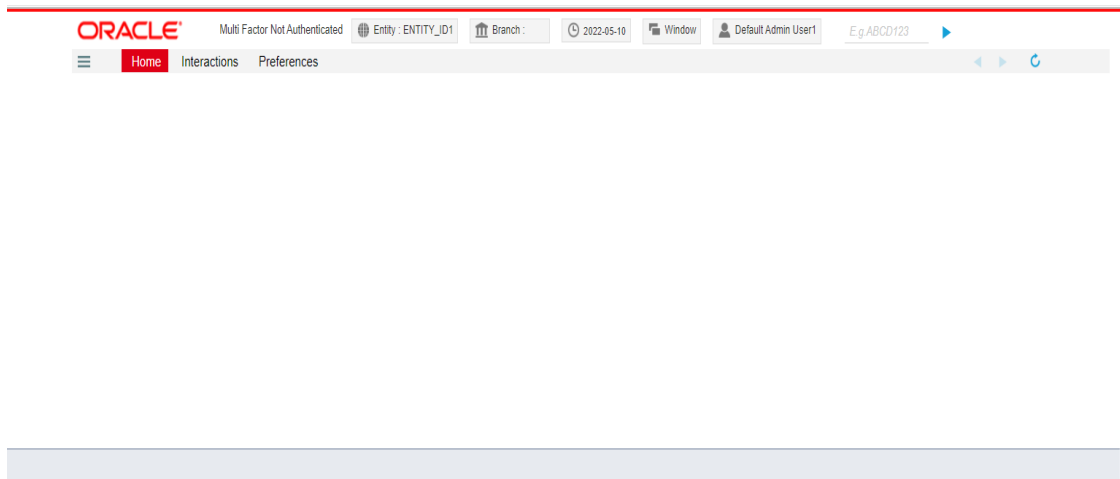 ORACLE Multi Factor Not Authenticated Entity : ENTITY_ID1 Branch : 2022-05-10 Window Default Admin User1 E.g.ABCD123
Home Interactions Preferences